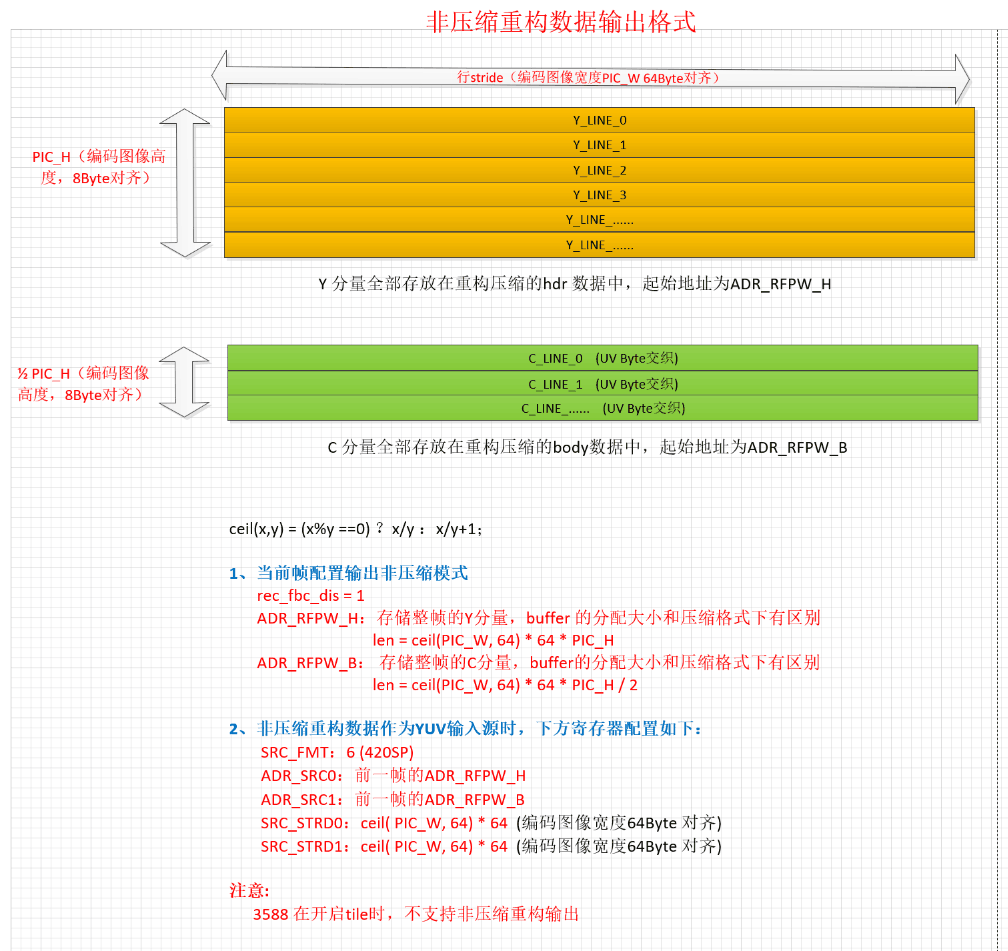 非压缩重构数据输出格式
行stride（编码图像宽度PIC_W 64Byte对齐）
Y_LINE_0
Y_LINE_1
Y_LINE_2
Y_LINE_3
Y_LINE_......
Y_LINE_......
PIC_H（编码图像高
度，8Byte对齐）
Y 分量全部存放在重构压缩的hdr 数据中，起始地址为ADR_RFPW_H
C_LINE_0 (UV Byte交织)
C_LINE_1 (UV Byte交织)
C_LINE_...... (UV Byte交织)
½ PIC_H（编码图像
高度，8Byte对齐）
C 分量全部存放在重构压缩的body数据中，起始地址为ADR_RFPW_B
ceil(x,y) = (x%y ==0) ？x/y ：x/y+1；
1、当前帧配置输出非压缩模式
rec_fbc_dis = 1
ADR_RFPW_H：存储整帧的Y分量，buffer 的分配大小和压缩格式下有区别
len = ceil(PIC_W, 64) * 64 * PIC_H
ADR_RFPW_B： 存储整帧的C分量，buffer的分配大小和压缩格式下有区别
len = ceil(PIC_W, 64) * 64 * PIC_H / 2
2、非压缩重构数据作为YUV输入源时，下方寄存器配置如下：
SRC_FMT：6 (420SP)
ADR_SRC0：前一帧的ADR_RFPW_H
ADR_SRC1：前一帧的ADR_RFPW_B
SRC_STRD0：ceil( PIC_W, 64) * 64 (编码图像宽度64Byte 对齐)
SRC_STRD1：ceil( PIC_W, 64) * 64 (编码图像宽度64Byte 对齐)
注意:
3588 在开启tile时，不支持非压缩重构输出